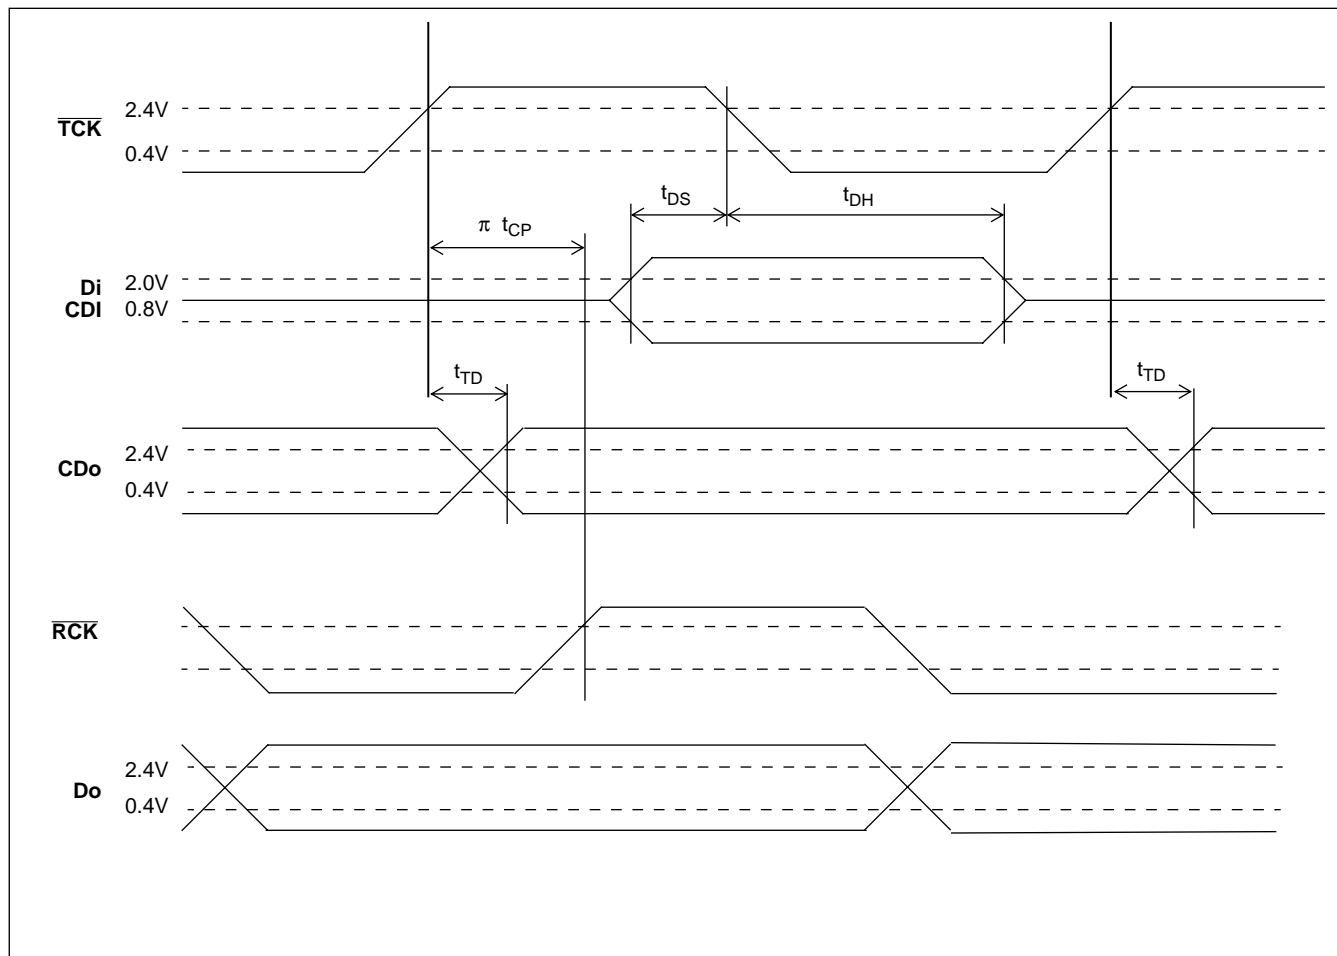 2.4V
TCK
0.4V
tDS
tDH
π tCP
Di 2.0V
CDI 0.8V
tTD
tTD
2.4V
CDo
0.4V
RCK
2.4V
Do
0.4V